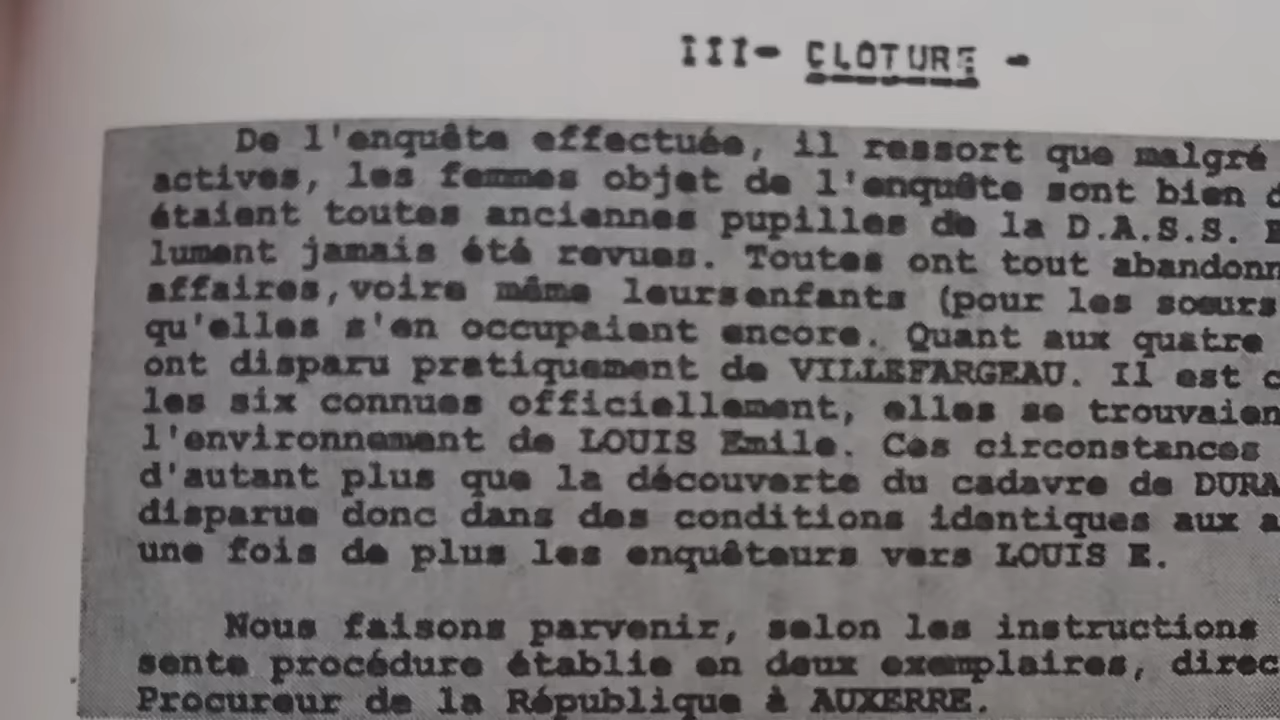 III- CLOTURE -
De l'enquête effectuée, il ressort que malgré
actives, les femmes objet de l'enquête sont bien
étaient toutes anciennes pupilles de la D.A.S.S.
lument jamais été revues. Toutes ont tout abandonn
affaires,voire même leursenfants (pour les soeurs
qu'elles s'en occupaient encore. Quant aux quatre
ont disparu pratiquement de VILLEFARGEAU. Il est
les six connues officiellement, elles se trouvaien
l'environnement de LOUIS Emile. Ces circonstances
d'autant plus que la découverte du cadavre de DURA
disparue donc dans des conditions identiques aux a
une fois de plus les enquêteurs vers LOUIS E.
Nous faisons parvenir, selon les instructions
sente procédure établie en deux exemplaires, direc
Procureur de la République à AUXERRE.